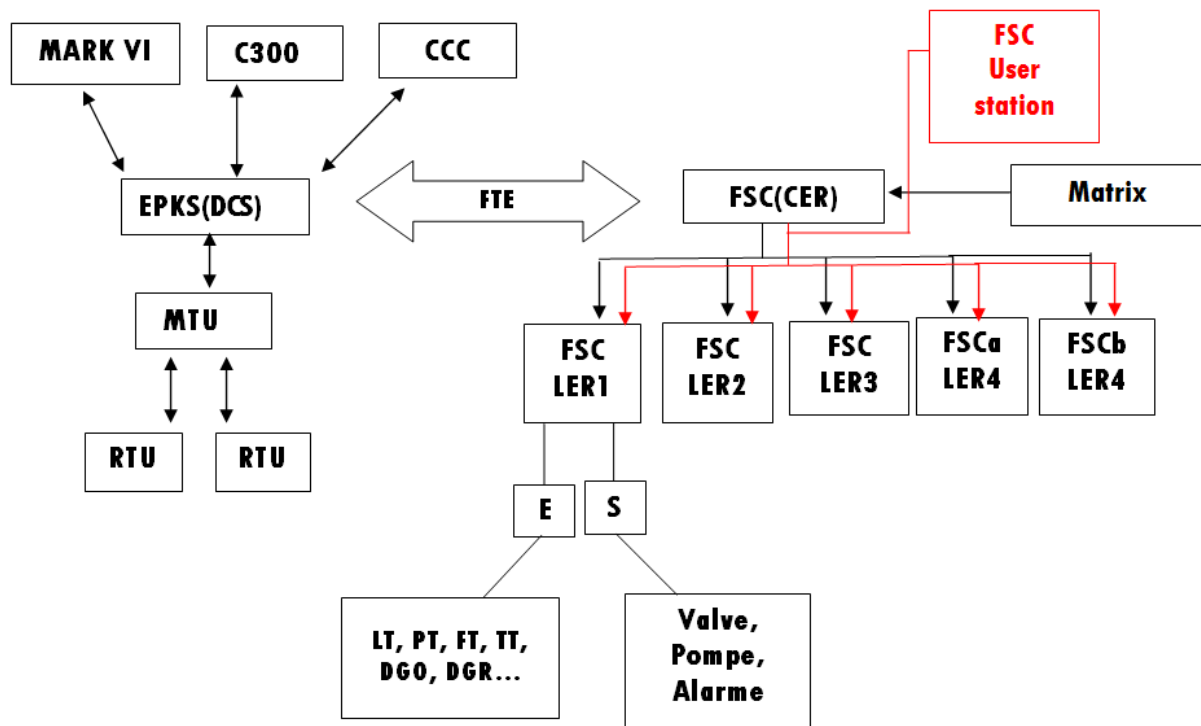 MARK VI
C300
CCC
FSC
User
station
EPKS(DCS)
FTE
FSC(CER)
Matrix
MTU
FSC
LER1
FSC
LER2
FSC
LER3
FSCa
LER4
FSCb
LER4
RTU
RTU
E
S
LT, PT, FT, TT,
DGO, DGR...
Valve,
Pompe,
Alarme